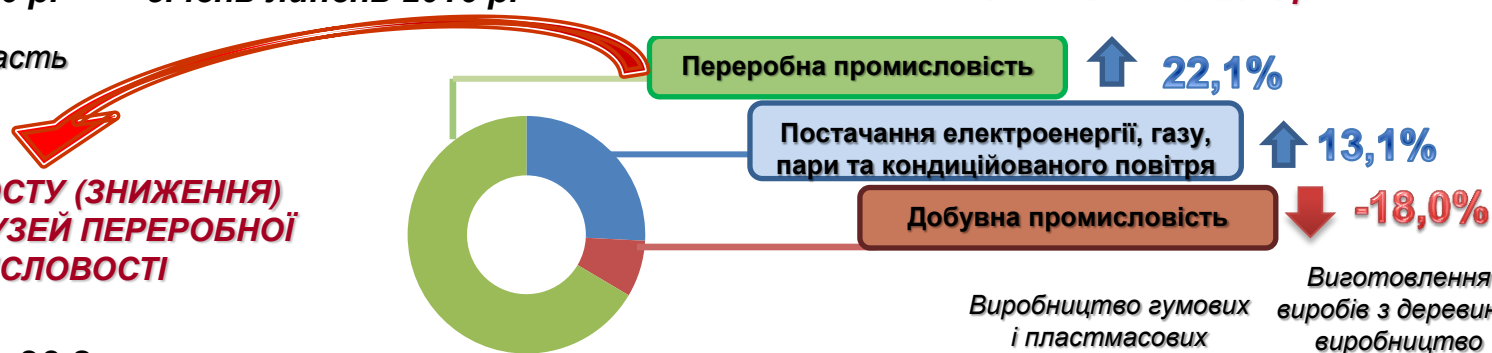 асть
Переробна промисловість
22,1%
Постачання електроенергії, газу,
пари та кондиційованого повітря
13,1%
Добувна промисловість
-18,0%
ОСТУ (ЗНИЖЕННЯ)
УЗЕЙ ПЕРЕРОБНОЇ
ИСЛОВОСТІ
Виробництво гумових
і пластмасових
Виготовлення
виробів з деревин
виробництво